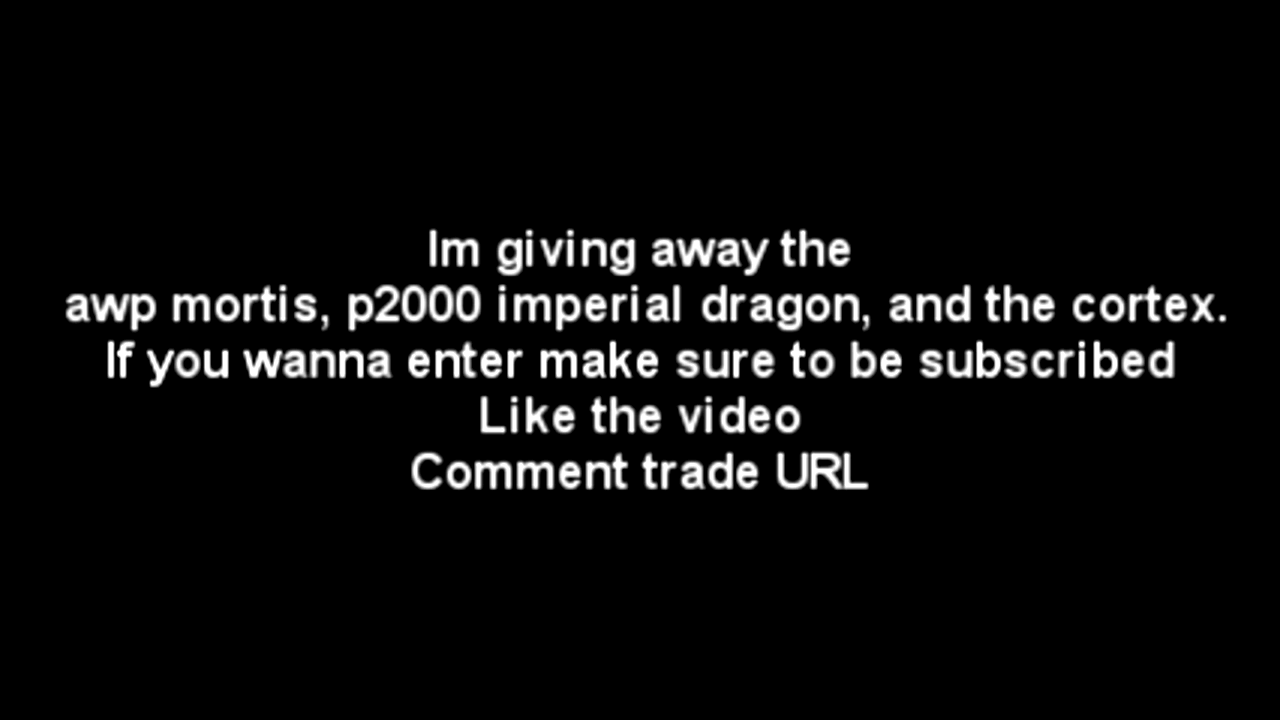 Im giving away the
awp mortis, p2000 imperial dragon, and the cortex.
If you wanna enter make sure to be subscribed
Like the video
Comment trade URL